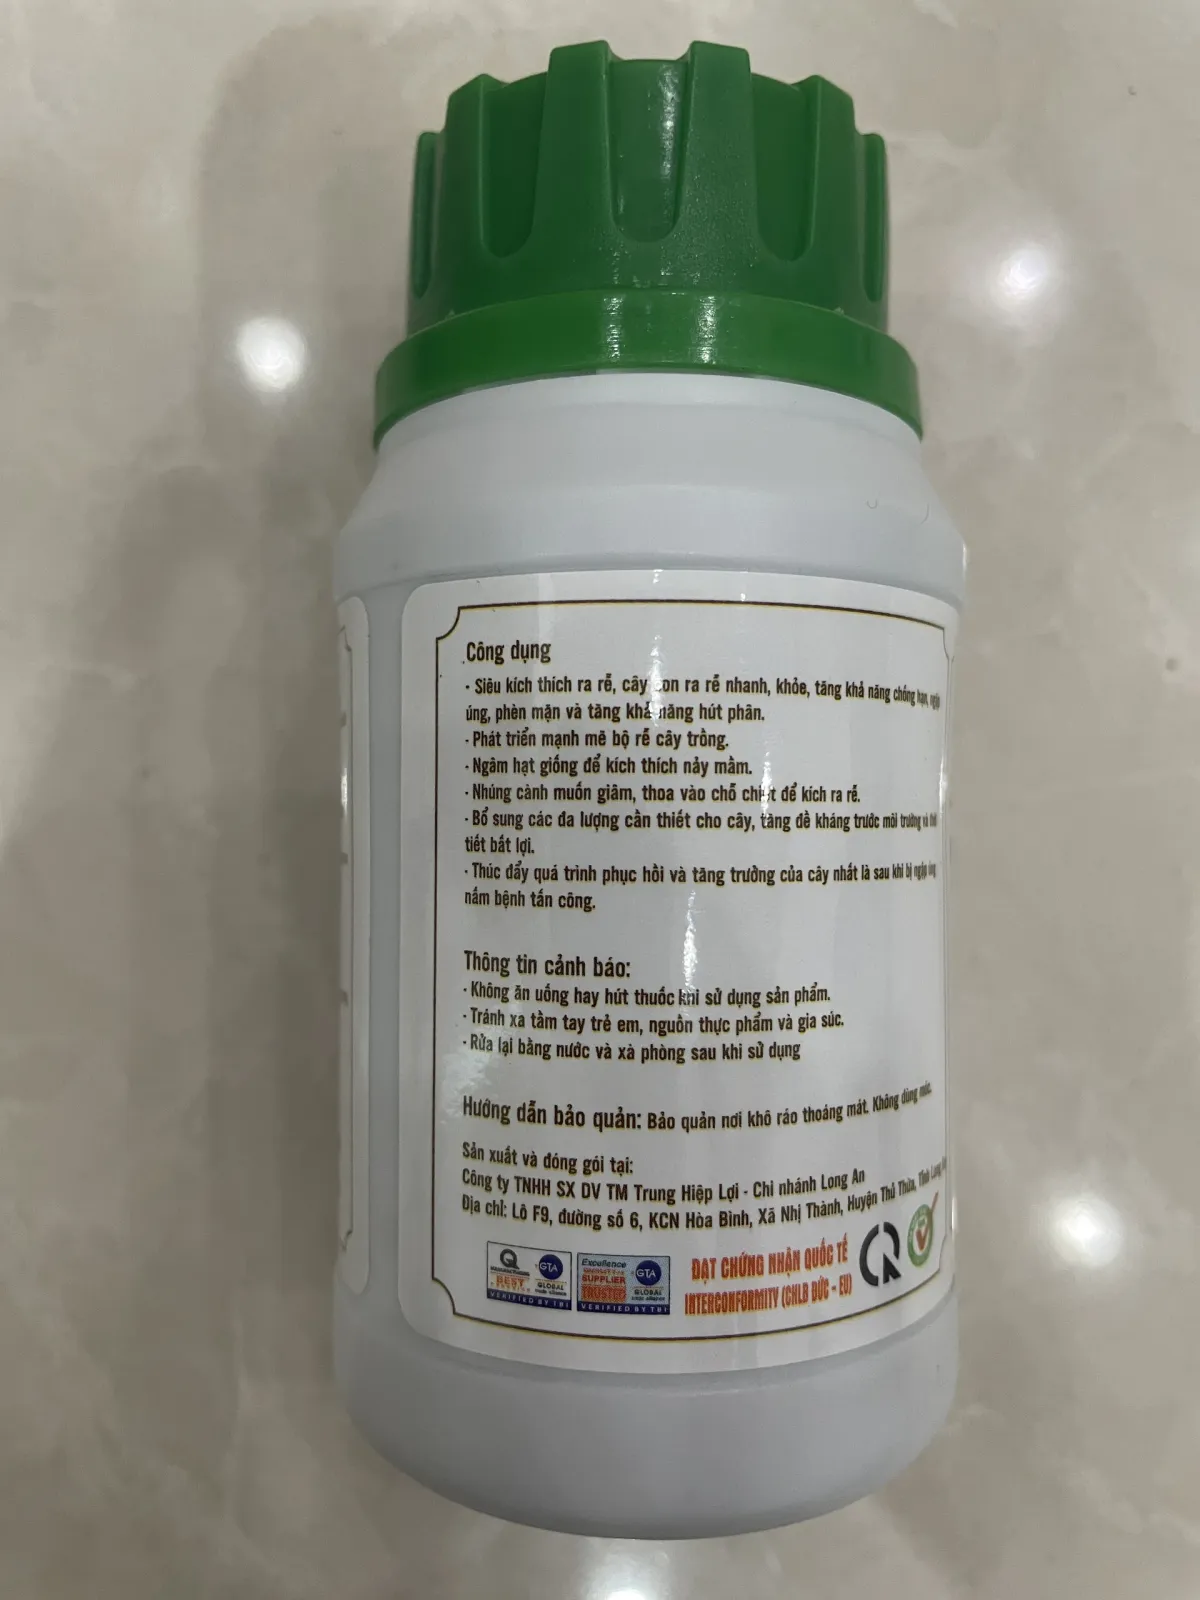 Công dụng
- Siêu kích thích ra rễ, cây con ra rễ nhanh, khỏe, tăng khả năng chống hạn, ngập
úng, phèn mặn và tăng khả năng hút phân.
- Phát triển mạnh mẽ bộ rễ cây trồng.
- Ngâm hạt giống để kích thích nảy mầm.
- Nhúng cành muốn giâm, thoa vào chỗ chiết để kích ra rễ.
- Bổ sung các đa lượng cần thiết cho cây, tăng đề kháng trước môi trường và thời
tiết bất lợi.
- Thúc đẩy quá trình phục hồi và tăng trưởng của cây nhất là sau khi bị ngập úng
nấm bệnh tấn công.
Thông tin cảnh báo:
- Không ăn uống hay hút thuốc khi sử dụng sản phẩm.
- Tránh xa tầm tay trẻ em, nguồn thực phẩm và gia súc.
- Rửa lại bằng nước và xà phòng sau khi sử dụng
Hướng dẫn bảo quản: Bảo quản nơi khô ráo thoáng mát. Không dùng móc.
Sản xuất và đóng gói tại:
Công ty TNHH SX DV TM Trung Hiệp Lợi - Chi nhánh Long An
Địa chỉ: Lô F9, đường số 6, KCN Hòa Bình, Xã Nhị Thành, Huyện Thủ Thừa, Tỉnh Long
BEST
GTA
GLOBAL
VERIFIED BY TBI
Excellence
SUPPLIER
TRUSTED
GTA
GLOBAL
VERIFIED BY TBI
ĐẠT CHỨNG NHẬN QUỐC TẾ
INTERCONFORMITY (CHLB ĐỨC - EU)